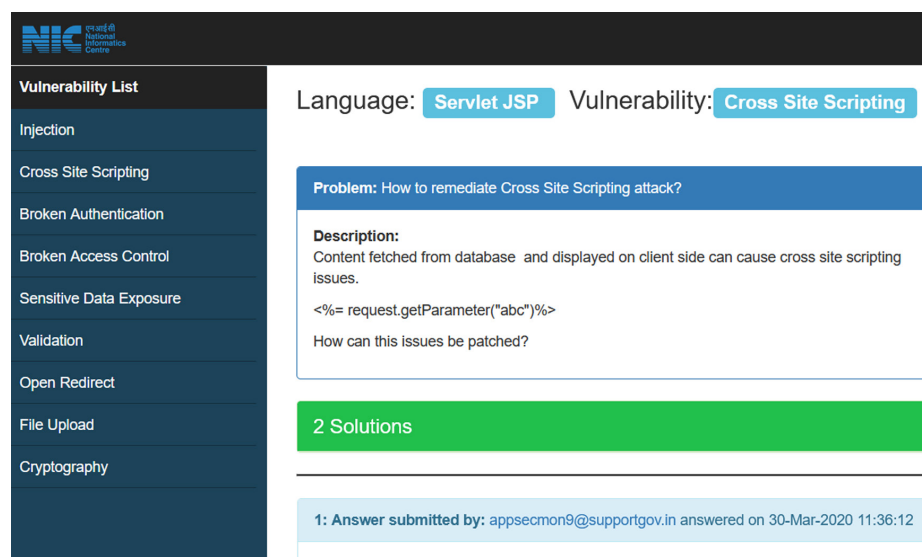 NIC
एनआईसी
National
Informatics
Centre
Vulnerability List
Injection
Cross Site Scripting
Broken Authentication
Broken Access Control
Sensitive Data Exposure
Validation
Open Redirect
File Upload
Cryptography
Language: Servlet JSP Vulnerability: Cross Site Scripting
Problem: How to remediate Cross Site Scripting attack?
Description:
Content fetched from database and displayed on client side can cause cross site scripting
issues.
<%= request.getParameter("abc")%>
How can this issues be patched?
2 Solutions
1: Answer submitted by: appsecmon9@supportgov.in answered on 30-Mar-2020 11:36:12